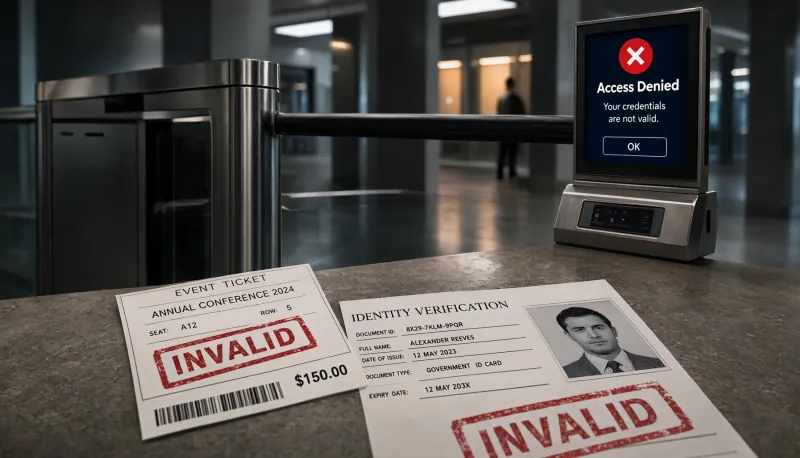 Access Denied
Your credentials
are not valid.
OK
EVENT TICKET
ANNUAL CONFERENCE 2024
SEAT: A12 ROW: 5
INVALID
$150.00
IDENTITY VERIFICATION
DOCUMENT ID: 8X29-7KLM-9PQR
FULL NAME: ALEXANDER REEVES
DATE OF ISSUE: 12 MAY 2023
DOCUMENT TYPE: GOVERNMENT ID CARD
EXPIRY DATE: 12 MAY 203X
INVALID